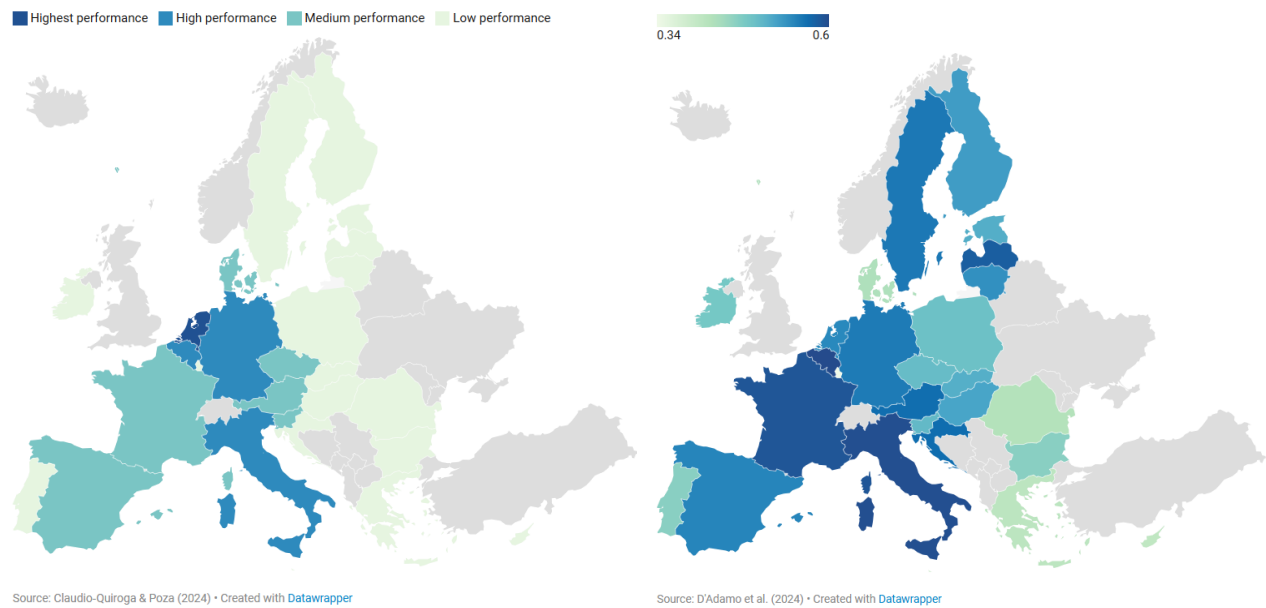 Highest performance High performance Medium performance Low performance
0.34 0.6
Source: Claudio-Quiroga & Poza (2024) • Created with Datawrapper
Source: D'Adamo et al. (2024) • Created with Datawrapper